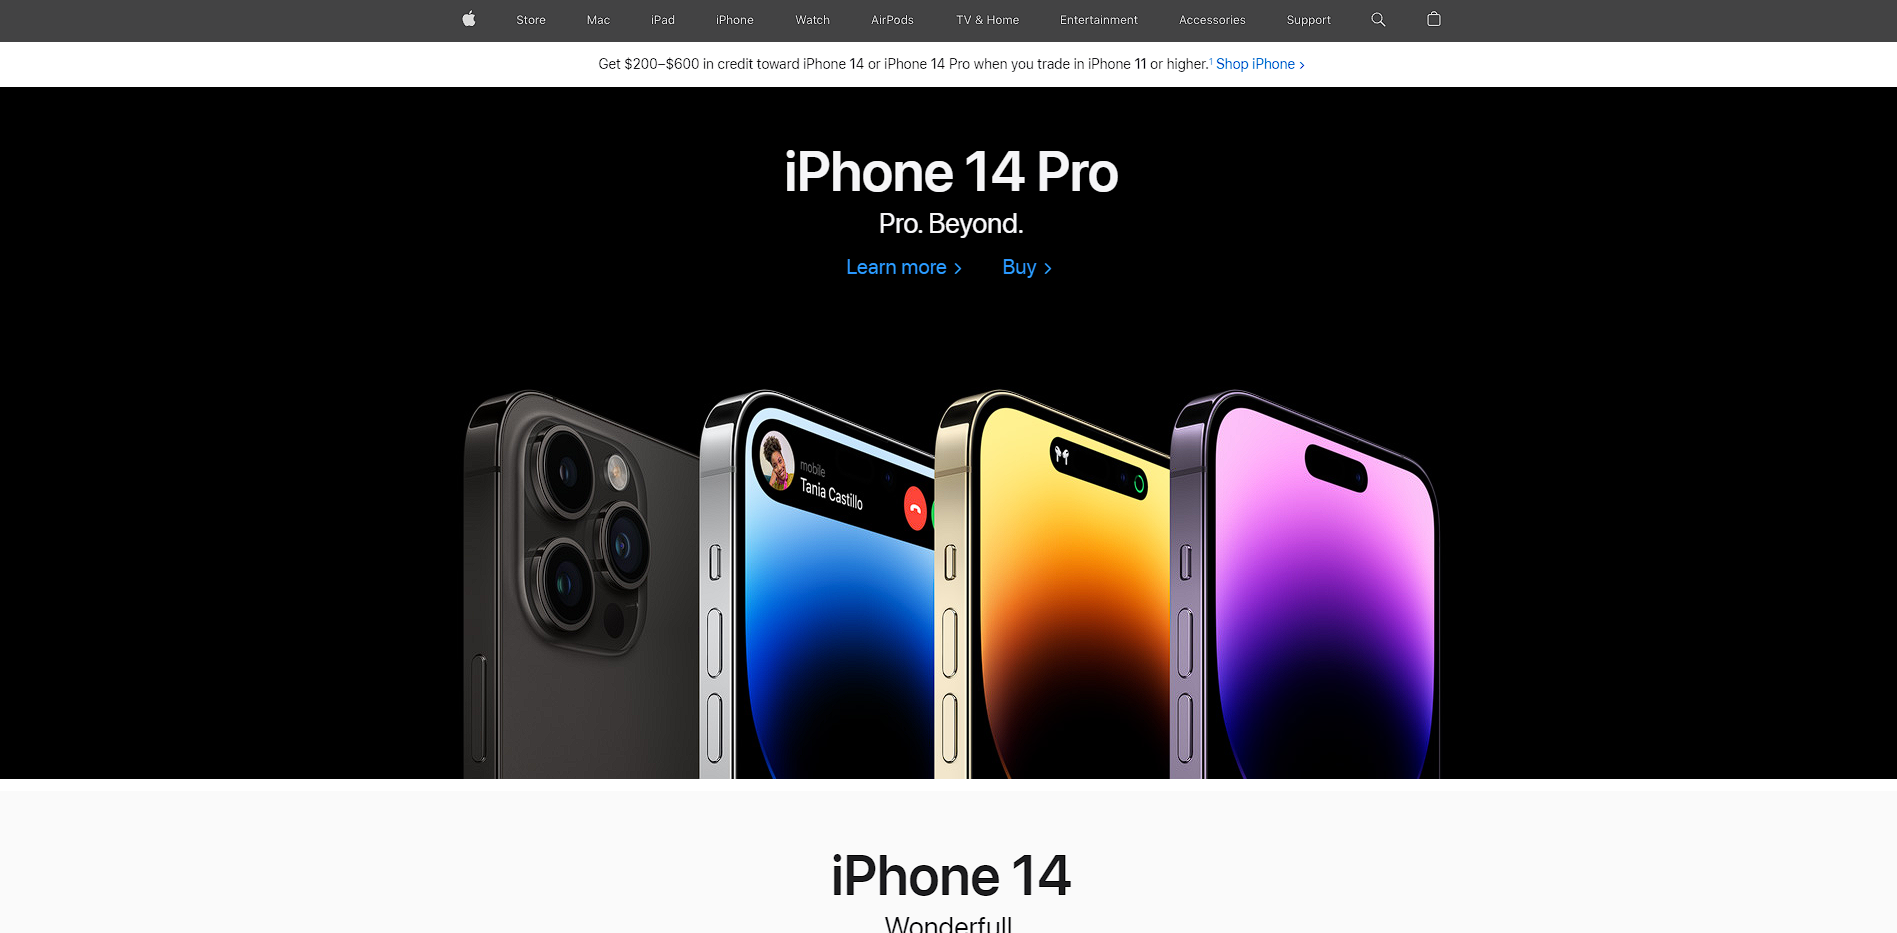 Store Mac iPad iPhone Watch AirPods TV & Home Entertainment Accessories Support
Get $200–$600 in credit toward iPhone 14 or iPhone 14 Pro when you trade in iPhone 11 or higher.¹ Shop iPhone >
iPhone 14 Pro
Pro. Beyond.
Learn more > Buy >
mobile
Tania Castillo
iPhone 14
Wonderfull